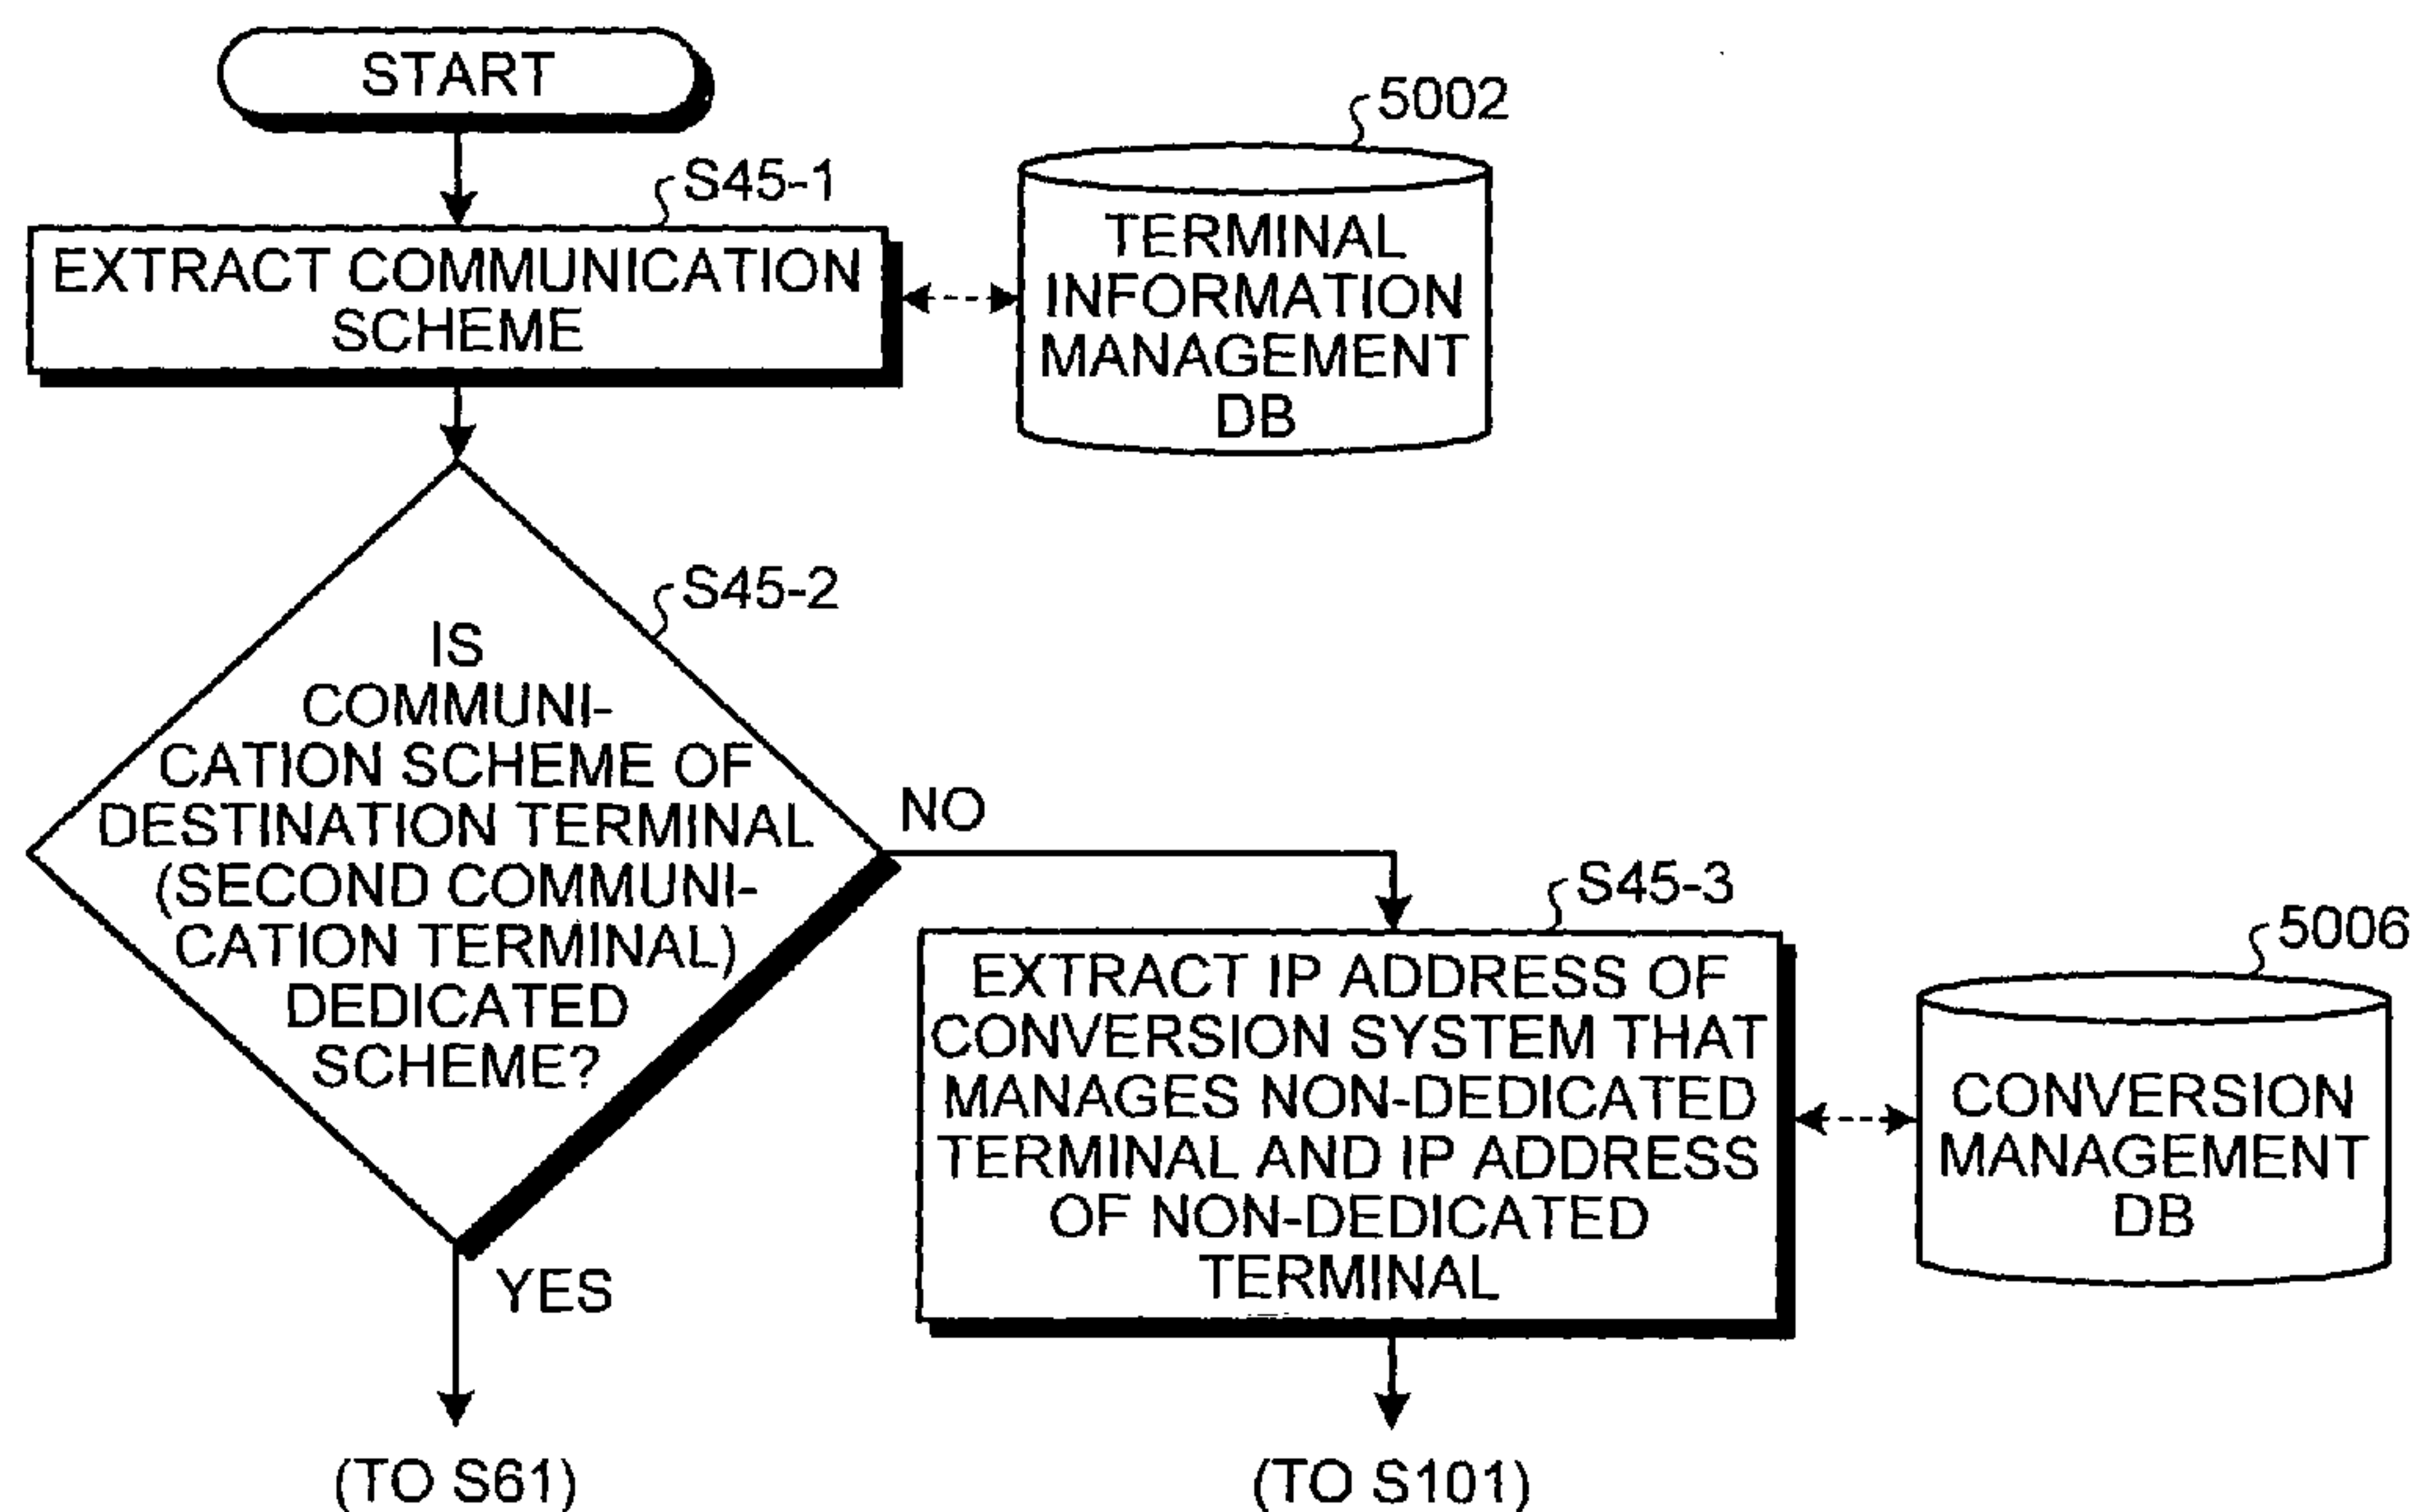 START
S45-1
EXTRACT COMMUNICATION
SCHEME
5002
TERMINAL
INFORMATION
MANAGEMENT
DB
S45-2
IS
COMMUNI-
CATION SCHEME OF
DESTINATION TERMINAL
(SECOND COMMUNI-
CATION TERMINAL)
DEDICATED
SCHEME?
NO
YES
(TO S61)
S45-3
EXTRACT IP ADDRESS OF
CONVERSION SYSTEM THAT
MANAGES NON-DEDICATED
TERMINAL AND IP ADDRESS
OF NON-DEDICATED
TERMINAL
5006
CONVERSION
MANAGEMENT
DB
(TO S101)